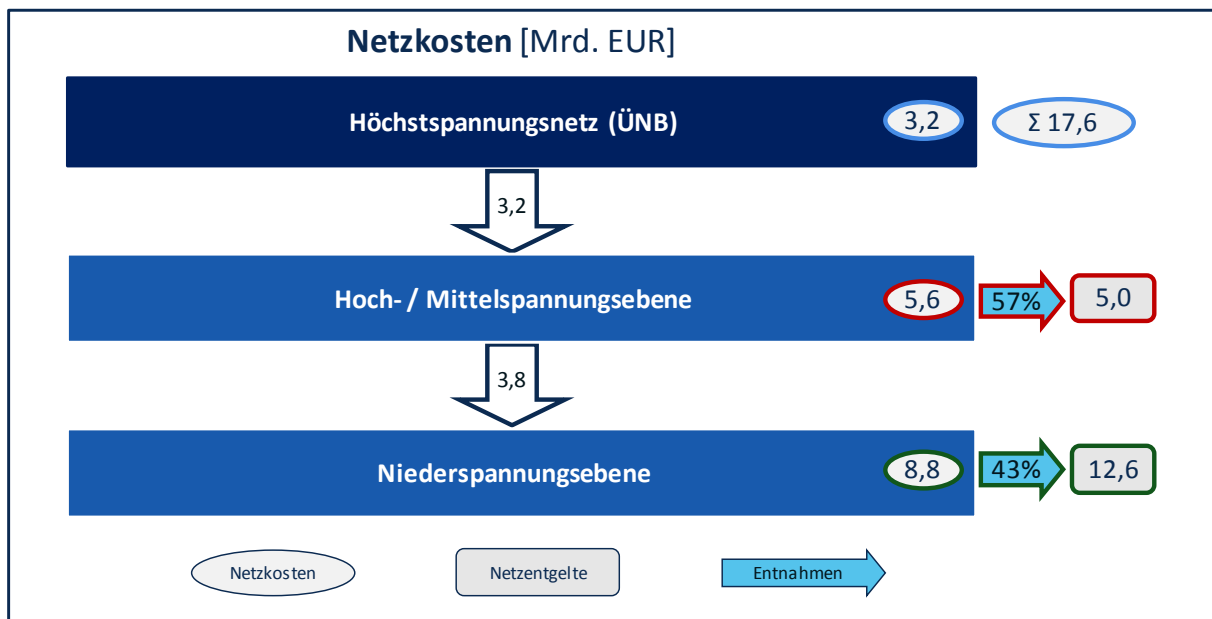 Netzkosten [Mrd. EUR]
Höchstspannungsnetz (ÜNB)
3,2
Σ 17,6
3,2
Hoch- / Mittelspannungsebene
5,6
57%
5,0
3,8
Niederspannungsebene
8,8
43%
12,6
Netzkosten
Netzentgelte
Entnahmen